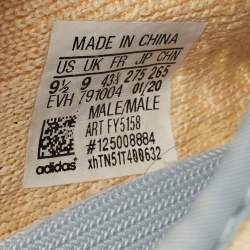 MADE IN CHINA
US UK FR JP CHN
9½ 9 43⅓ 275 265
EVH 791004 01/20
MALE/MALE
ART FY5158
#125008884
xhTN51T400632
adidas